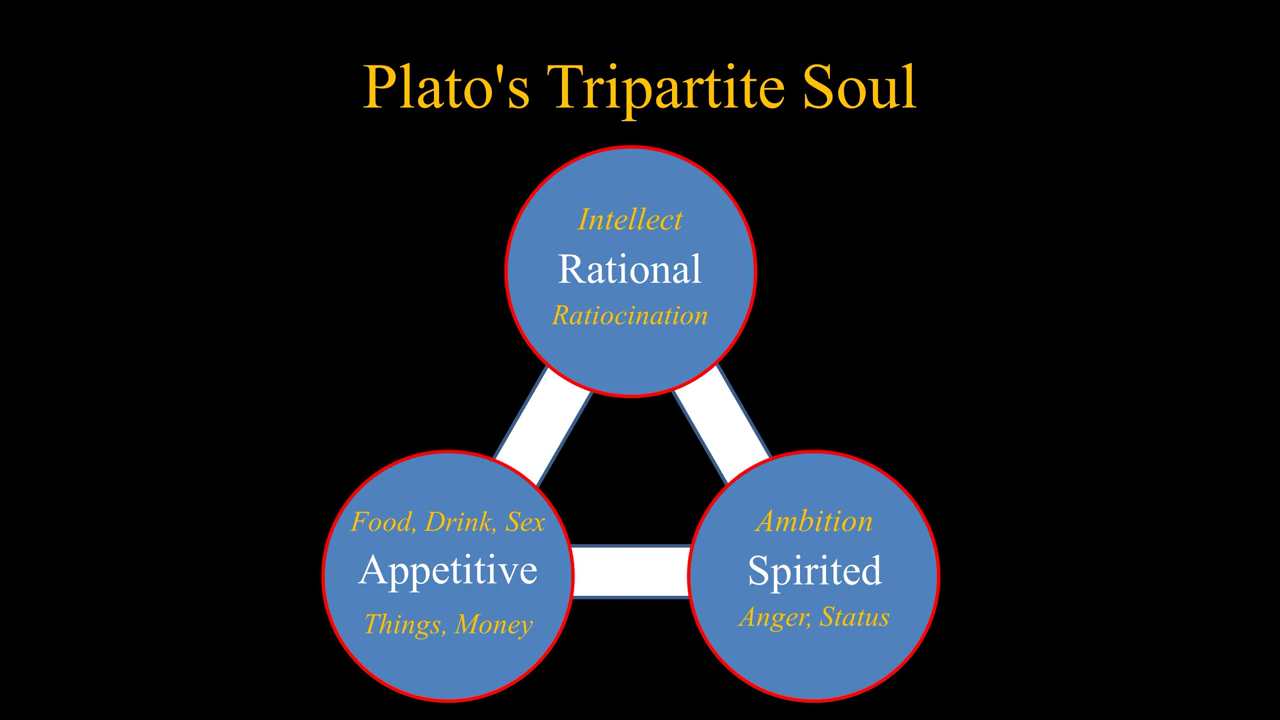 Plato's Tripartite Soul
Intellect
Rational
Ratiocination
Food, Drink, Sex
Appetitive
Things, Money
Ambition
Spirited
Anger, Status